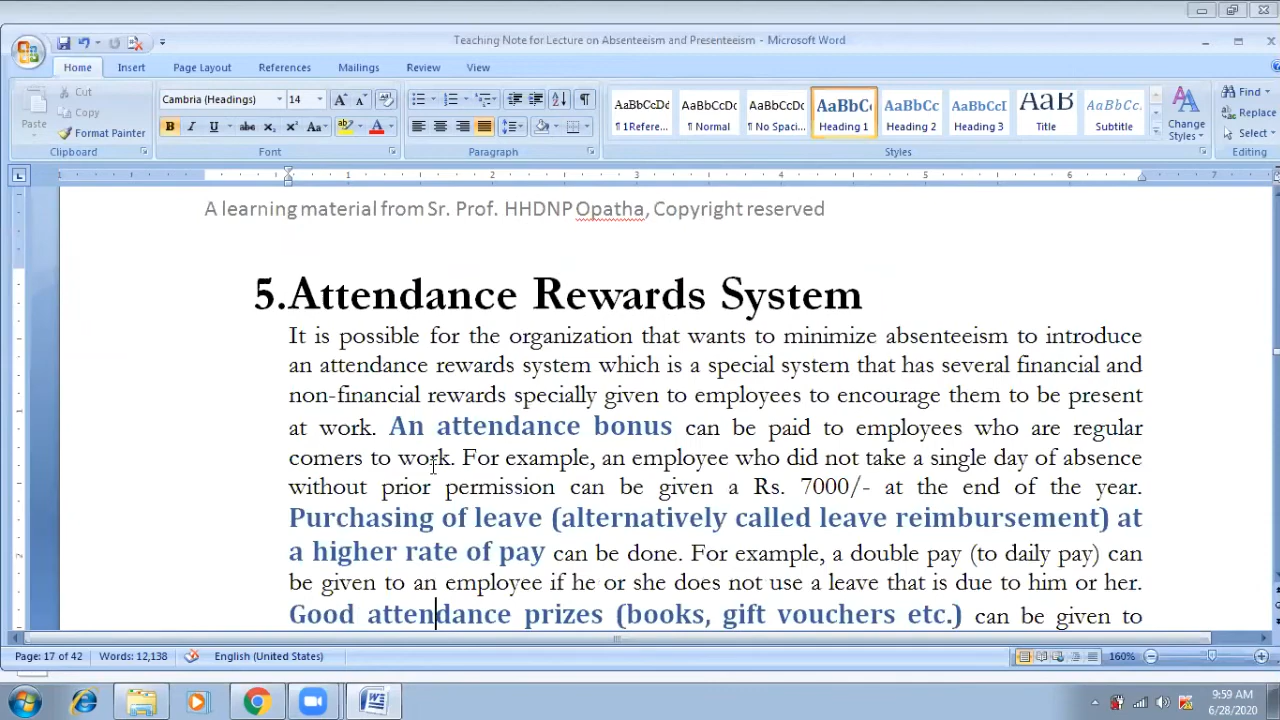 Teaching Note for Lecture on Absenteeism and Presenteeism - Microsoft Word
Home Insert Page Layout References Mailings Review View
Paste
Cut
Copy
Format Painter
Clipboard
Cambria (Headings) 14
Font
Paragraph
AaBbCcDd AaBbCcDc AaBbCcDc AaBbC AaBbCc AaBbCcI AaB AaBbCc.
¶ 1Refere... ¶ Normal ¶ No Spaci... Heading 1 Heading 2 Heading 3 Title Subtitle
Change Styles
Styles
Find
Replace
Select
Editing
1 1 2 3 4 5 6 7
A learning material from Sr. Prof. HHDNP Opatha, Copyright reserved
5.Attendance Rewards System
It is possible for the organization that wants to minimize absenteeism to introduce
an attendance rewards system which is a special system that has several financial and
non-financial rewards specially given to employees to encourage them to be present
at work. An attendance bonus can be paid to employees who are regular
comers to work. For example, an employee who did not take a single day of absence
without prior permission can be given a Rs. 7000/- at the end of the year.
Purchasing of leave (alternatively called leave reimbursement) at
a higher rate of pay can be done. For example, a double pay (to daily pay) can
be given to an employee if he or she does not use a leave that is due to him or her.
Good attendance prizes (books, gift vouchers etc.) can be given to
Page: 17 of 42 Words: 12,138 English (United States) 160%
9:59 AM
6/28/2020